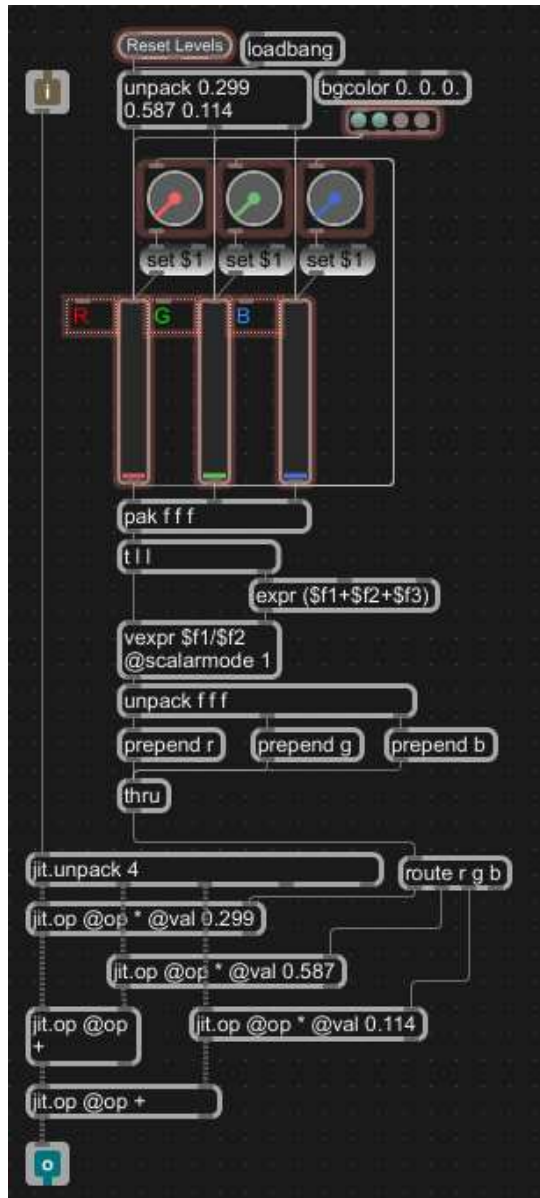 Reset Levels
loadbang
i
unpack 0.299
0.587 0.114
bgcolor 0. 0. 0.
set $1
set $1
set $1
R
G
B
pak f f f
t l l
expr ($f1+$f2+$f3)
vexpr $f1/$f2
@scalarmode 1
unpack f f f
prepend r
prepend g
prepend b
thru
jit.unpack 4
route r g b
jit.op @op * @val 0.299
jit.op @op * @val 0.587
jit.op @op
+
jit.op @op * @val 0.114
jit.op @op +
o